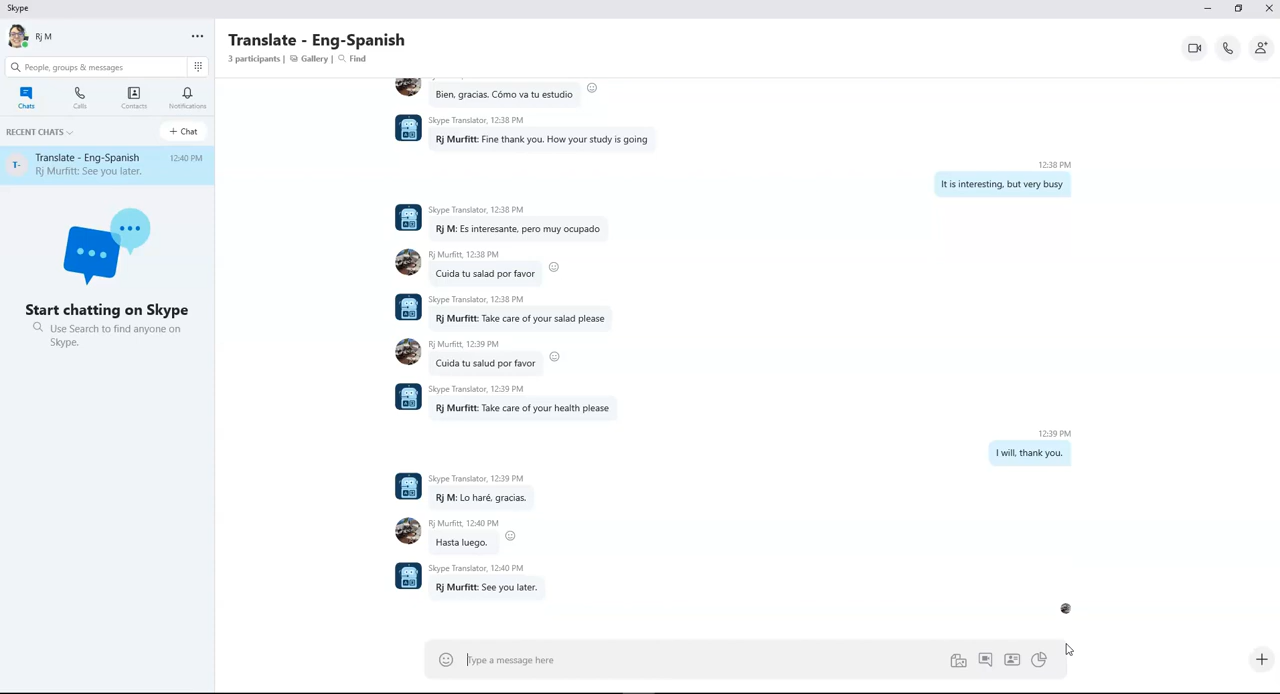 Skype
Rj M
People, groups & messages
Chats
Calls
Contacts
Notifications
RECENT CHATS
+ Chat
T-
Translate - Eng-Spanish
12:40 PM
Rj Murfitt: See you later.
Start chatting on Skype
Use Search to find anyone on
Skype.
Translate - Eng-Spanish
3 participants | Gallery | Find
Bien, gracias. Cómo va tu estudio
Skype Translator, 12:38 PM
Rj Murfitt: Fine thank you. How your study is going
12:38 PM
It is interesting, but very busy
Skype Translator, 12:38 PM
Rj M: Es interesante, pero muy ocupado
Rj Murfitt, 12:38 PM
Cuida tu salad por favor
Skype Translator, 12:38 PM
Rj Murfitt: Take care of your salad please
Rj Murfitt, 12:39 PM
Cuida tu salud por favor
Skype Translator, 12:39 PM
Rj Murfitt: Take care of your health please
12:39 PM
I will, thank you.
Skype Translator, 12:39 PM
Rj M: Lo haré, gracias.
Rj Murfitt, 12:40 PM
Hasta luego.
Skype Translator, 12:40 PM
Rj Murfitt: See you later.
Type a message here